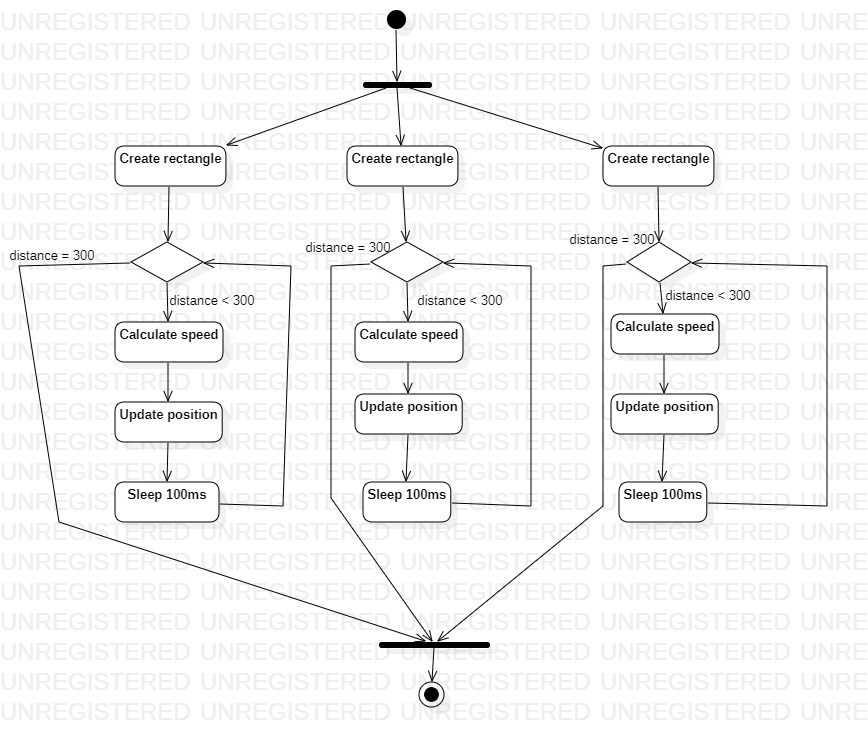 UNREGISTERED UNREGISTERED UNREGISTERED UNREGISTERED UNRE
Create rectangle
Create rectangle
Create rectangle
distance = 300
distance = 300
distance = 300
distance < 300
distance < 300
distance < 300
Calculate speed
Calculate speed
Calculate speed
Update position
Update position
Update position
Sleep 100ms
Sleep 100ms
Sleep 100ms